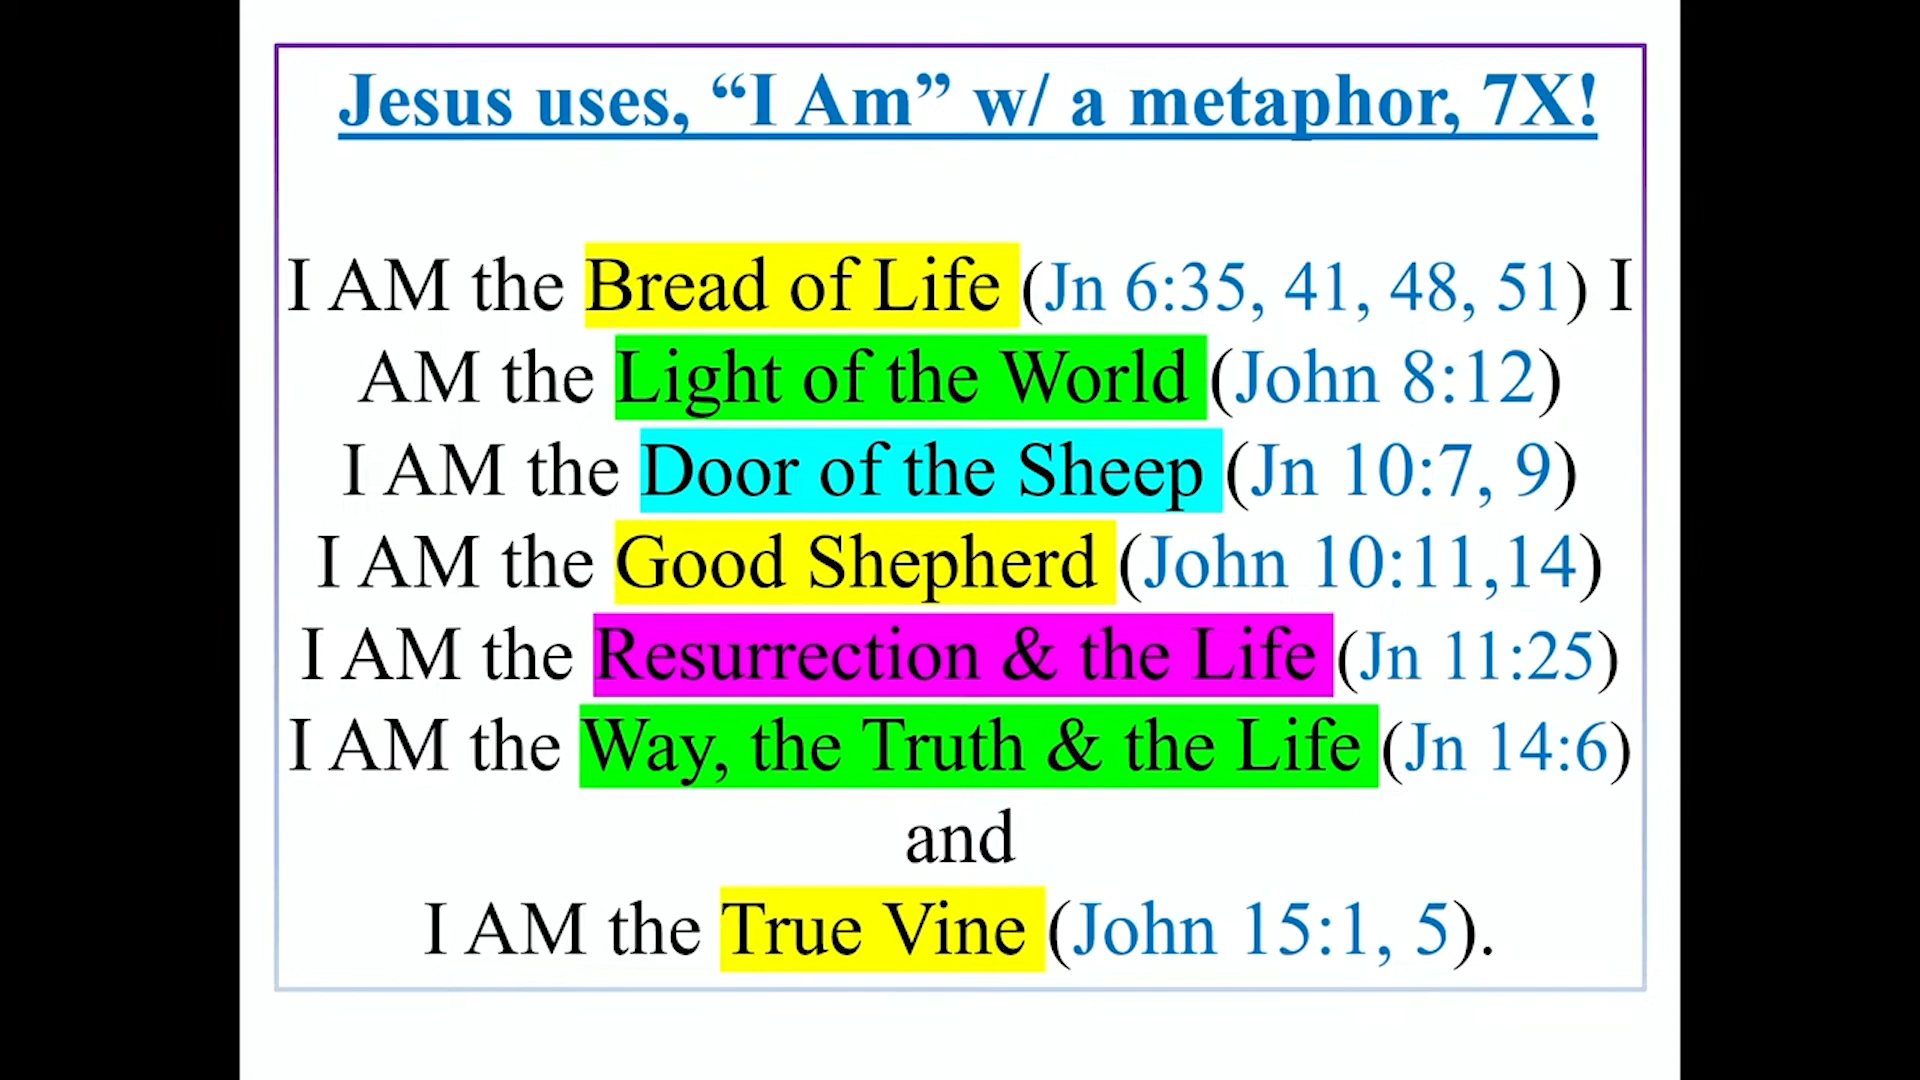 Jesus uses, “I Am” w/ a metaphor, 7X!
I AM the Bread of Life (Jn 6:35, 41, 48, 51) I
AM the Light of the World (John 8:12)
I AM the Door of the Sheep (Jn 10:7, 9)
I AM the Good Shepherd (John 10:11,14)
I AM the Resurrection & the Life (Jn 11:25)
I AM the Way, the Truth & the Life (Jn 14:6)
and
I AM the True Vine (John 15:1, 5).